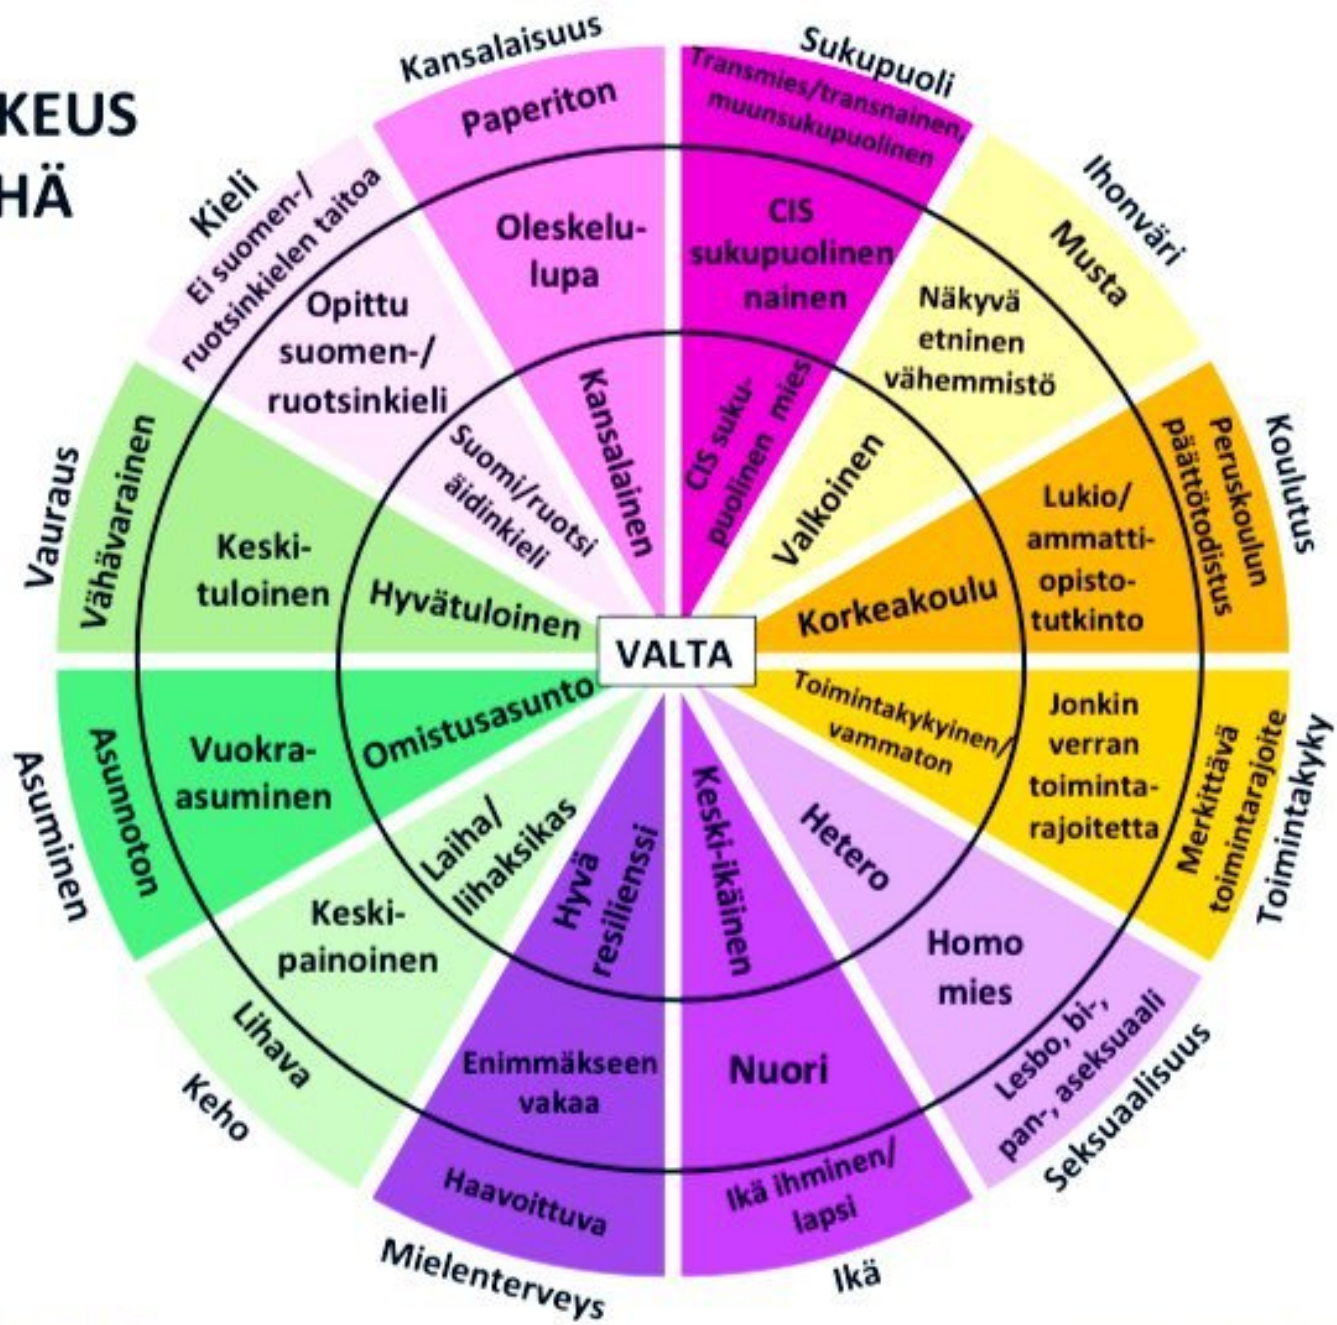 KEUS
HÄ
Kansalaisuus
Paperiton
Oleskelu-
lupa
Kansalainen
Sukupuoli
Transmies/transnainen,
muunsukupuolinen
CIS
sukupuolinen
nainen
CIS suku-
puolinen mies
Ihonväri
Musta
Näkyvä
etninen
vähemmistö
Valkoinen
Koulutus
Peruskoulun
päättötodistus
Lukio/
ammatti-
opisto-
tutkinto
Korkeakoulu
Toimintakyky
Merkittävä
toimintarajoite
Jonkin
verran
toiminta-
rajoitetta
Toimintakykyinen/
vammaton
Seksuaalisuus
Lesbo, bi-,
pan-, aseksuaali
Homo
mies
Hetero
Ikä
Ikä ihminen/
lapsi
Nuori
Keski-ikäinen
Mielenterveys
Haavoittuva
Enimmäkseen
vakaa
Hyvä
resilienssi
Keho
Lihava
Keski-
painoinen
Laiha/
liihaksikas
Asuminen
Asunnoton
Vuokra-
asuminen
Omistusasunto
Vauraus
Vähävarainen
Keski-
tuloinen
Hyvätuloinen
Kieli
Ei suomen-/
ruotsinkielen taitoa
Opittu
suomen-/
ruotsinkieli
Suomi/ruotsi
äidinkieli
VALTA